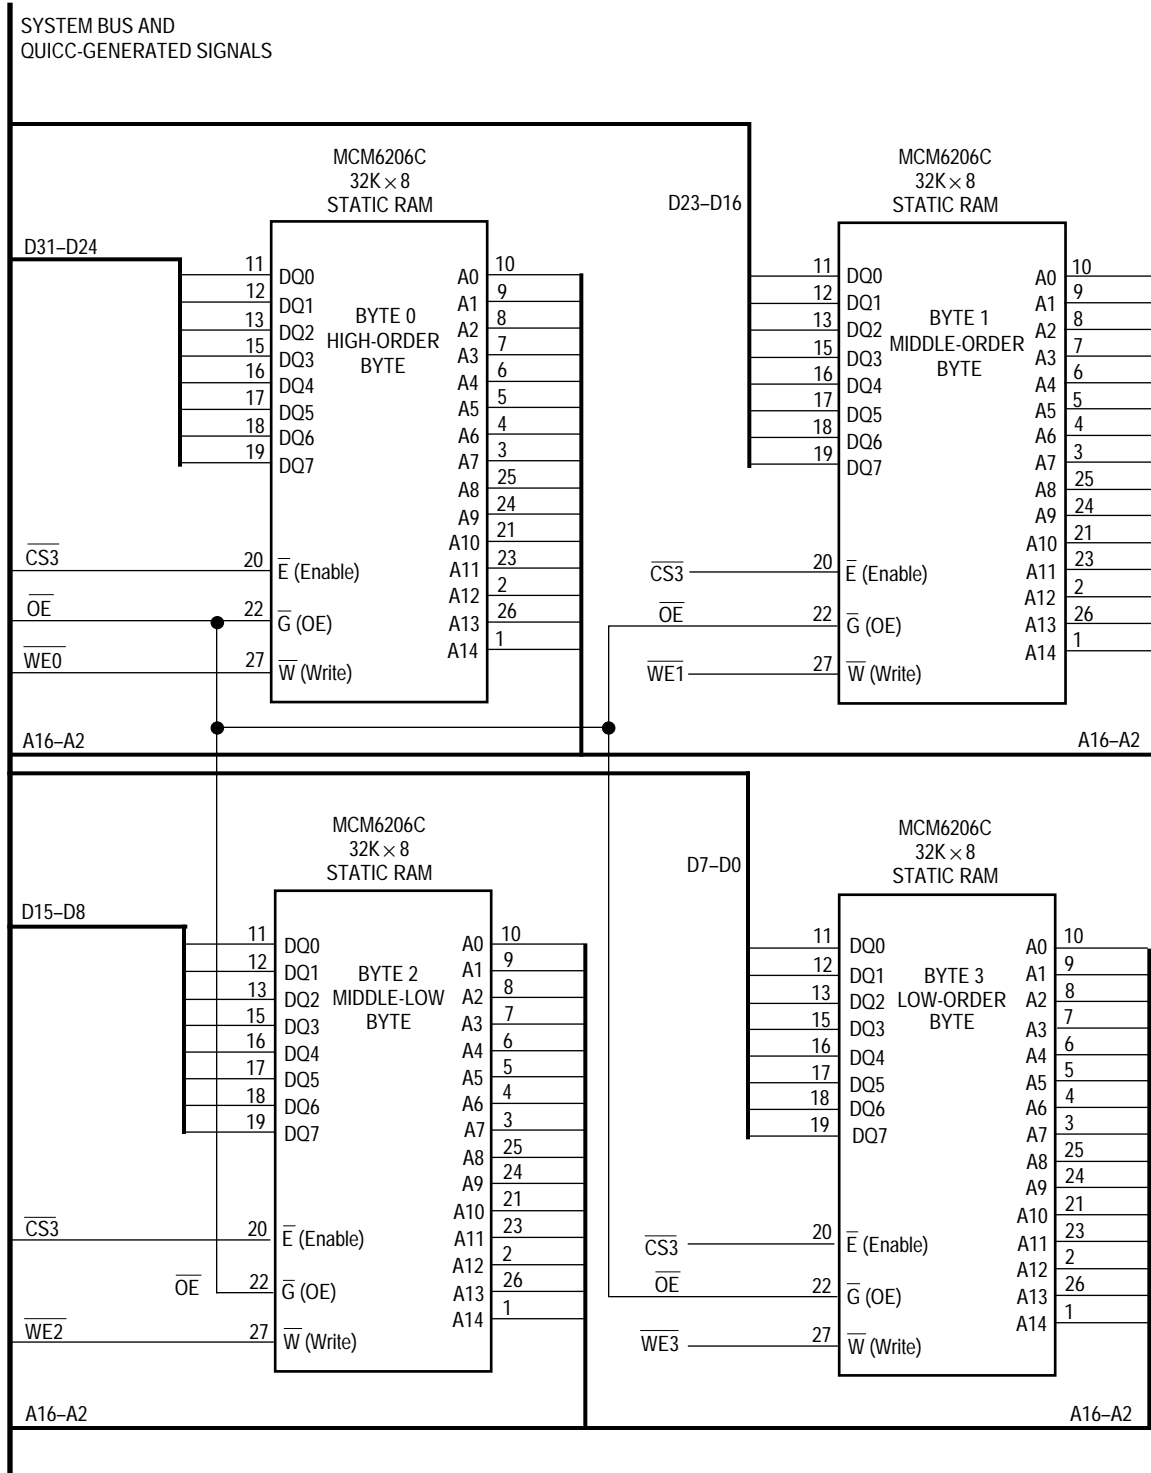 SYSTEM BUS AND
QUICC-GENERATED SIGNALS
MCM6206C
32K × 8
STATIC RAM
D31–D24
11 DQ0
12 DQ1
13 DQ2
15 DQ3
16 DQ4
17 DQ5
18 DQ6
19 DQ7
BYTE 0
HIGH-ORDER
BYTE
A0 10
A1 9
A2 8
A3 7
A4 6
A5 5
A6 4
A7 3
A8 25
A9 24
A10 21
A11 23
A12 2
A13 26
A14 1
C̅S̅3̅ 20 E̅ (Enable)
O̅E̅ 22 G̅ (OE)
W̅E̅0̅ 27 W̅ (Write)
A16–A2
MCM6206C
32K × 8
STATIC RAM
D23–D16
11 DQ0
12 DQ1
13 DQ2
15 DQ3
16 DQ4
17 DQ5
18 DQ6
19 DQ7
BYTE 1
MIDDLE-ORDER
BYTE
A0 10
A1 9
A2 8
A3 7
A4 6
A5 5
A6 4
A7 3
A8 25
A9 24
A10 21
A11 23
A12 2
A13 26
A14 1
C̅S̅3̅ 20 E̅ (Enable)
O̅E̅ 22 G̅ (OE)
W̅E̅1̅ 27 W̅ (Write)
A16–A2
MCM6206C
32K × 8
STATIC RAM
D15–D8
11 DQ0
12 DQ1
13 DQ2
15 DQ3
16 DQ4
17 DQ5
18 DQ6
19 DQ7
BYTE 2
MIDDLE-LOW
BYTE
A0 10
A1 9
A2 8
A3 7
A4 6
A5 5
A6 4
A7 3
A8 25
A9 24
A10 21
A11 23
A12 2
A13 26
A14 1
C̅S̅3̅ 20 E̅ (Enable)
O̅E̅ 22 G̅ (OE)
W̅E̅2̅ 27 W̅ (Write)
A16–A2
MCM6206C
32K × 8
STATIC RAM
D7–D0
11 DQ0
12 DQ1
13 DQ2
15 DQ3
16 DQ4
17 DQ5
18 DQ6
19 DQ7
BYTE 3
LOW-ORDER
BYTE
A0 10
A1 9
A2 8
A3 7
A4 6
A5 5
A6 4
A7 3
A8 25
A9 24
A10 21
A11 23
A12 2
A13 26
A14 1
C̅S̅3̅ 20 E̅ (Enable)
O̅E̅ 22 G̅ (OE)
W̅E̅3̅ 27 W̅ (Write)
A16–A2